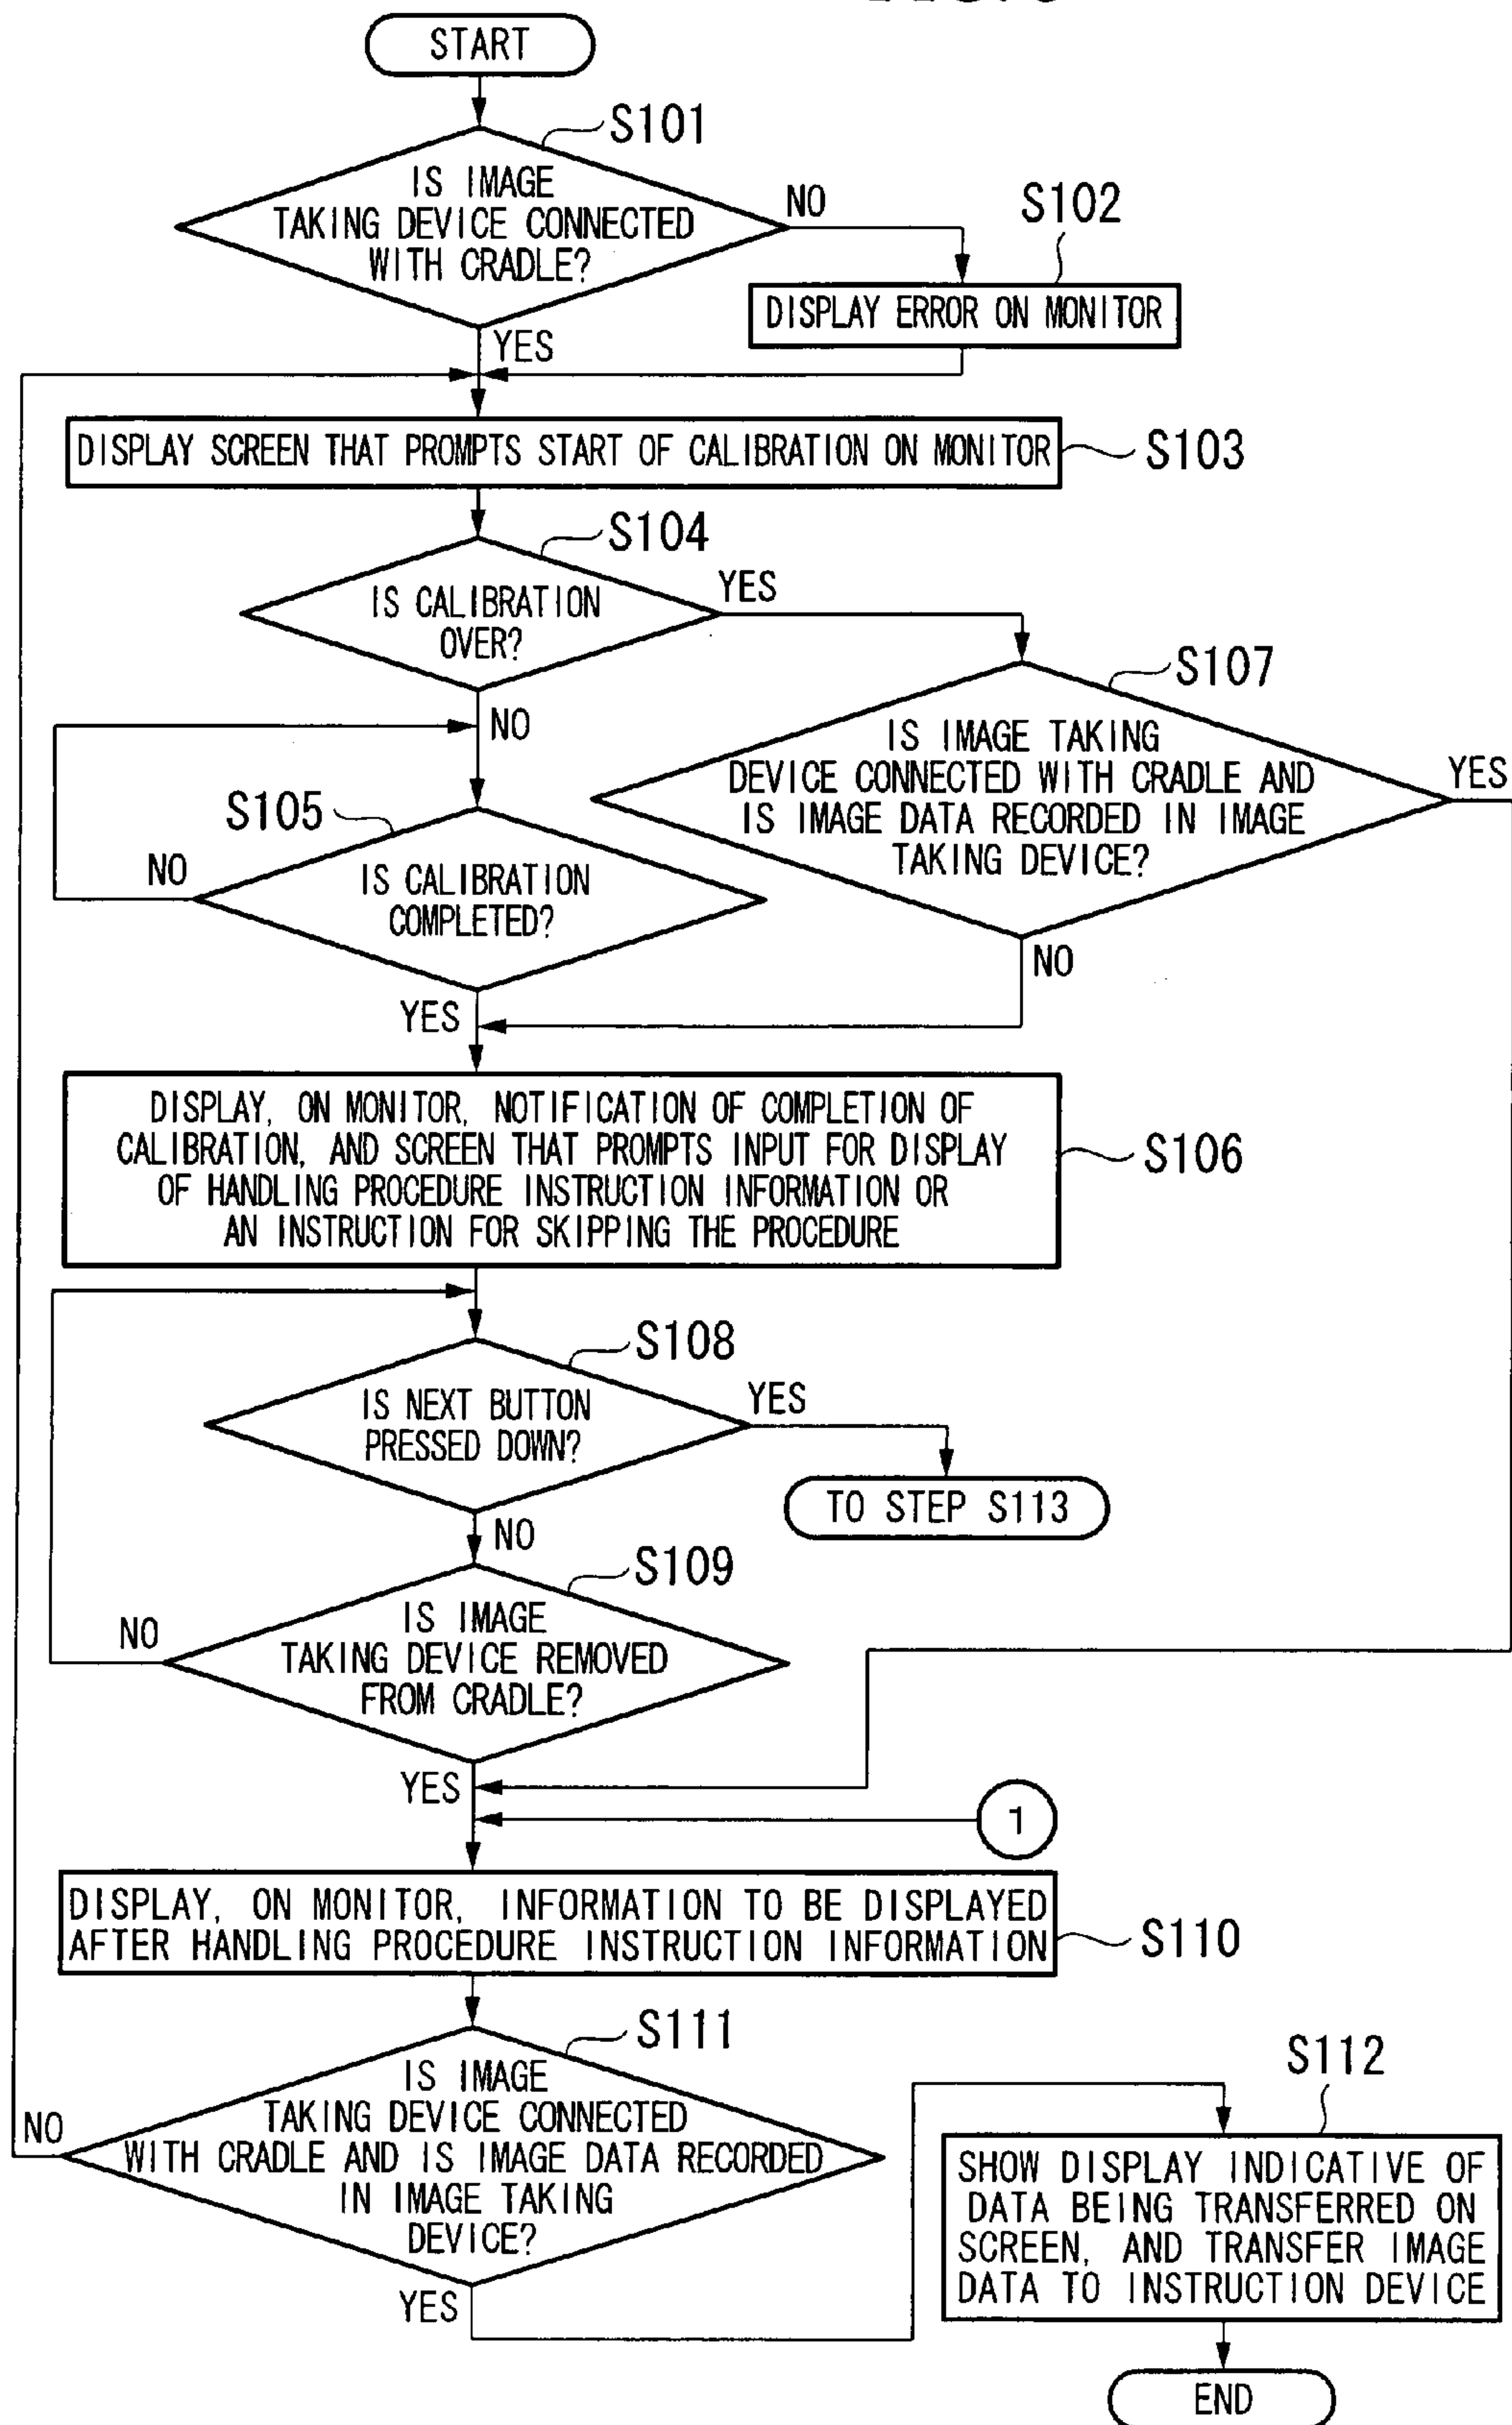 START
S101
IS IMAGE
TAKING DEVICE CONNECTED
WITH CRADLE?
NO
S102
DISPLAY ERROR ON MONITOR
YES
DISPLAY SCREEN THAT PROMPTS START OF CALIBRATION ON MONITOR
S103
S104
IS CALIBRATION
OVER?
YES
NO
S107
IS IMAGE TAKING
DEVICE CONNECTED WITH CRADLE AND
IS IMAGE DATA RECORDED IN IMAGE
TAKING DEVICE?
YES
NO
S105
IS CALIBRATION
COMPLETED?
NO
YES
DISPLAY, ON MONITOR, NOTIFICATION OF COMPLETION OF
CALIBRATION, AND SCREEN THAT PROMPTS INPUT FOR DISPLAY
OF HANDLING PROCEDURE INSTRUCTION INFORMATION OR
AN INSTRUCTION FOR SKIPPING THE PROCEDURE
S106
S108
IS NEXT BUTTON
PRESSED DOWN?
YES
TO STEP S113
NO
S109
IS IMAGE
TAKING DEVICE REMOVED
FROM CRADLE?
NO
YES
1
DISPLAY, ON MONITOR, INFORMATION TO BE DISPLAYED
AFTER HANDLING PROCEDURE INSTRUCTION INFORMATION
S110
S111
IS IMAGE
TAKING DEVICE CONNECTED
WITH CRADLE AND IS IMAGE DATA RECORDED
IN IMAGE TAKING
DEVICE?
NO
YES
S112
SHOW DISPLAY INDICATIVE OF
DATA BEING TRANSFERRED ON
SCREEN, AND TRANSFER IMAGE
DATA TO INSTRUCTION DEVICE
END